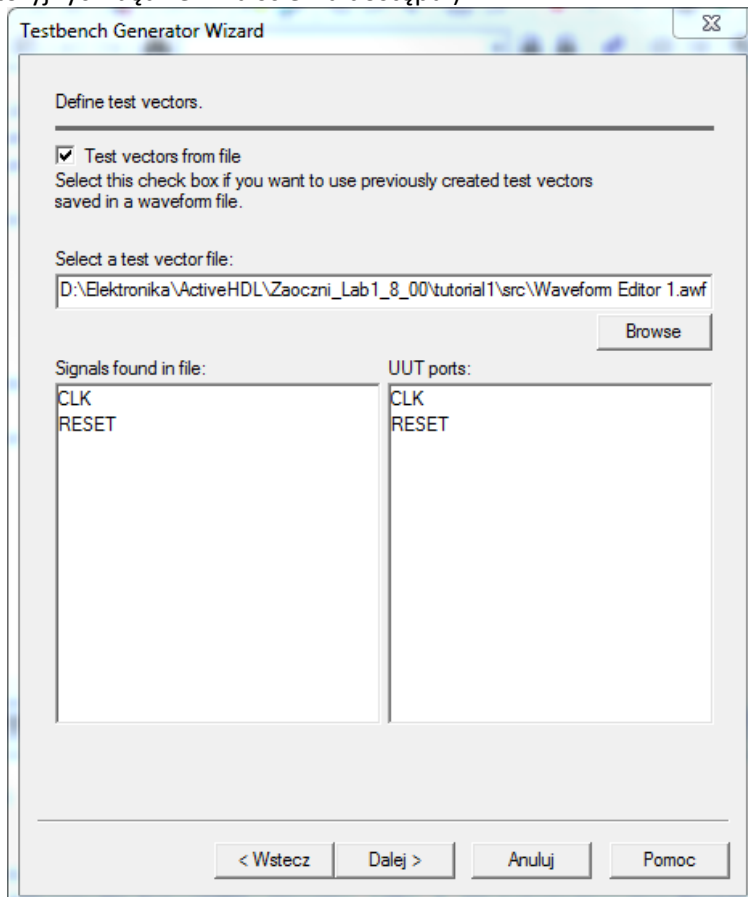 Testbench Generator Wizard
Define test vectors.
Test vectors from file
Select this check box if you want to use previously created test vectors
saved in a waveform file.
Select a test vector file:
D:\Elektronika\ActiveHDL\Zaoczni_Lab1_8_00\tutorial1\src\Waveform Editor 1.awf
Browse
Signals found in file:
UUT ports:
CLK
RESET
CLK
RESET
< Wstecz
Dalej >
Anuluj
Pomoc